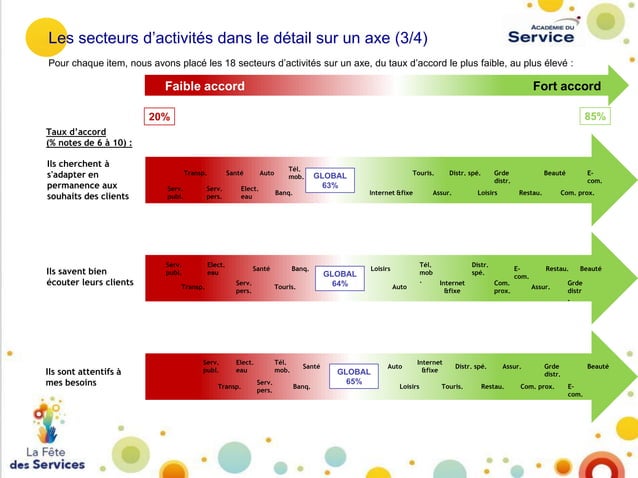 Les secteurs d'activités dans le détail sur un axe (3/4)
ACADÉMIE DU
Service
Pour chaque item, nous avons placé les 18 secteurs d'activités sur un axe, du taux d'accord le plus faible, au plus élevé :
Faible accord
Fort accord
20%
85%
Taux d'accord
(% notes de 6 à 10) :
Ils cherchent à
s'adapter en
permanence aux
souhaits des clients
Transp.
Santé
Auto
Tél.
mob.
GLOBAL
63%
Touris.
Distr. spé.
Grde
distr.
Beauté
E-
com.
Serv.
publ.
Serv.
pers.
Elect.
eau
Banq.
Internet &fixe
Assur.
Loisirs
Restau.
Com. prox.
Ils savent bien
écouter leurs clients
Serv.
publ.
Elect.
eau
Santé
Banq.
GLOBAL
64%
Loisirs
Tél.
mob
.
Distr.
spé.
E-
com.
Restau.
Beauté
Transp.
Serv.
pers.
Touris.
Auto
Internet
&fixe
Com.
prox.
Assur.
Grde
distr
.
Ils sont attentifs à
mes besoins
Serv.
publ.
Elect.
eau
Tél.
mob.
Santé
GLOBAL
65%
Auto
Internet
&fixe
Distr. spé.
Assur.
Grde
distr.
Beauté
Transp.
Serv.
pers.
Banq.
Loisirs
Touris.
Restau.
Com. prox.
E-
com.
La Fête
des Services